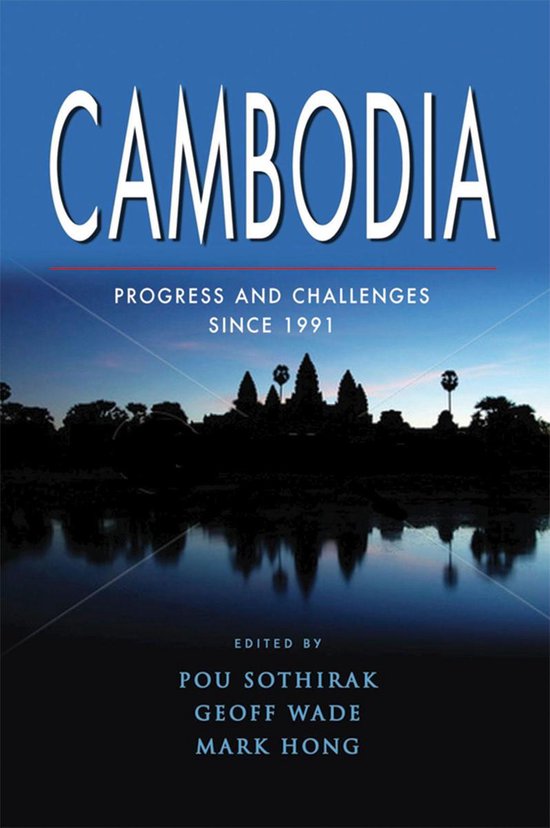 CAMBODIA
PROGRESS AND CHALLENGES
SINCE 1991
EDITED BY
POU SOTHIRAK
GEOFF WADE
MARK HONG